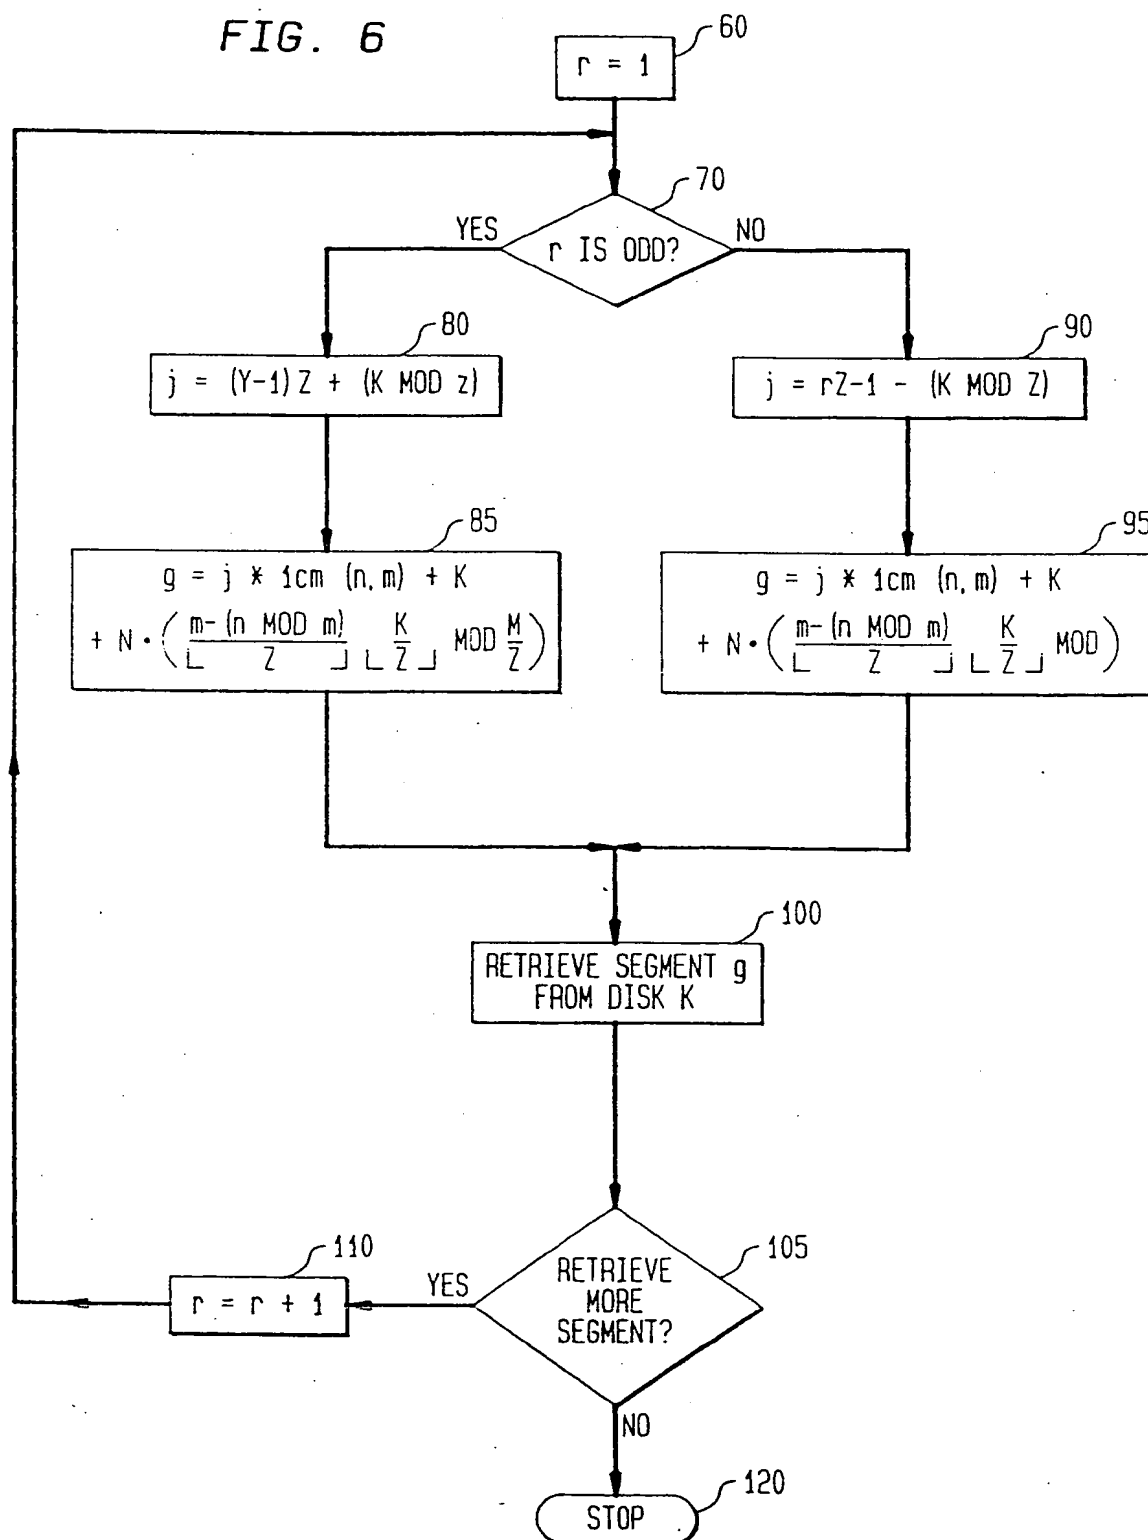 FIG. 6
60
r = 1
70
YES
r IS ODD?
NO
80
j = (Y-1)Z + (K MOD z)
90
j = rZ-1 - (K MOD Z)
85
g = j * 1cm (n,m) + K
+ N·(⌊m-(n MOD m)/Z⌋ ⌊K/Z⌋ MOD M/Z)
95
g = j * 1cm (n,m) + K
+ N·(⌊m-(n MOD m)/Z⌋ ⌊K/Z⌋ MOD)
100
RETRIEVE SEGMENT g
FROM DISK K
105
RETRIEVE
MORE
SEGMENT?
YES
110
r = r + 1
NO
120
STOP